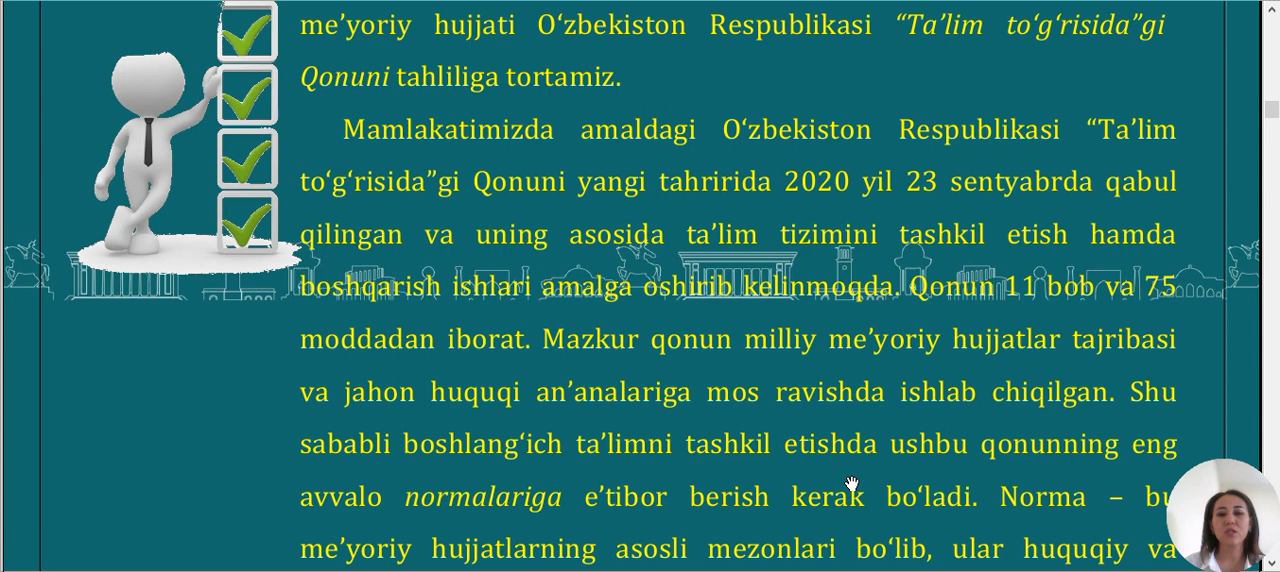 me’yoriy hujjati O‘zbekiston Respublikasi “Ta’lim to‘g‘risida”gi
Qonuni tahliliga tortamiz.
Mamlakatimizda amaldagi O‘zbekiston Respublikasi “Ta’lim
to‘g‘risida”gi Qonuni yangi tahririda 2020 yil 23 sentyabrda qabul
qilingan va uning asosida ta’lim tizimini tashkil etish hamda
boshqarish ishlari amalga oshirib kelinmoqda. Qonun 11 bob va 75
moddadan iborat. Mazkur qonun milliy me’yoriy hujjatlar tajribasi
va jahon huquqi an’analariga mos ravishda ishlab chiqilgan. Shu
sababli boshlang‘ich ta’limni tashkil etishda ushbu qonunning eng
avvalo normalariga e’tibor berish kerak bo‘ladi. Norma – bu
me’yoriy hujjatlarning asosli mezonlari bo‘lib, ular huquqiy va